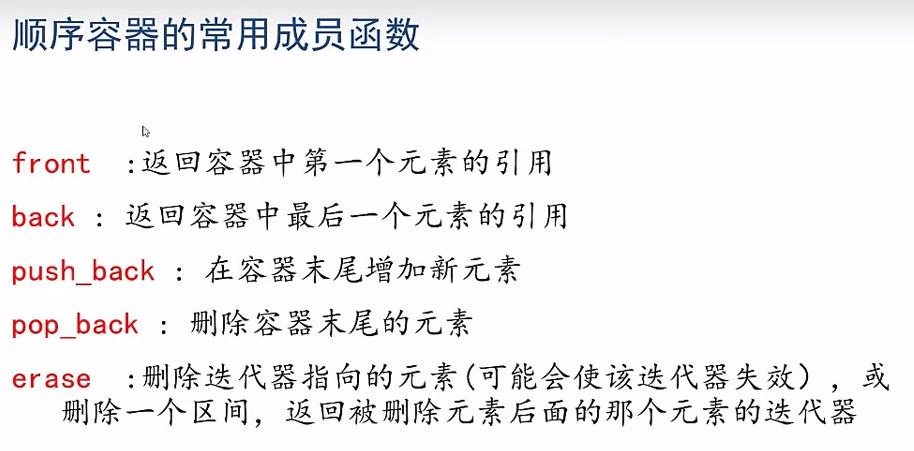 顺序容器的常用成员函数
front :返回容器中第一个元素的引用
back : 返回容器中最后一个元素的引用
push_back : 在容器末尾增加新元素
pop_back : 删除容器末尾的元素
erase :删除迭代器指向的元素(可能会使该迭代器失效），或
删除一个区间，返回被删除元素后面的那个元素的迭代器